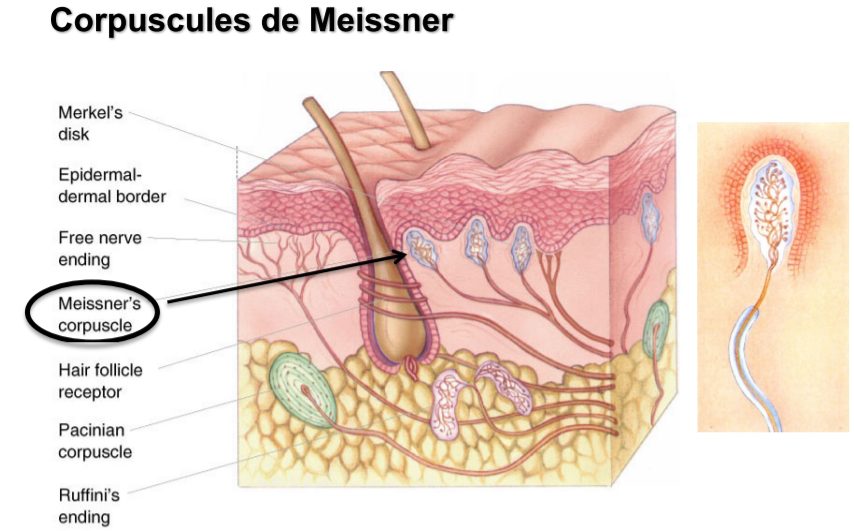 Corpuscules de Meissner
Merkel's
disk
Epidermal-
dermal border
Free nerve
ending
Meissner's
corpuscle
Hair follicle
receptor
Pacinian
corpuscle
Ruffini's
ending